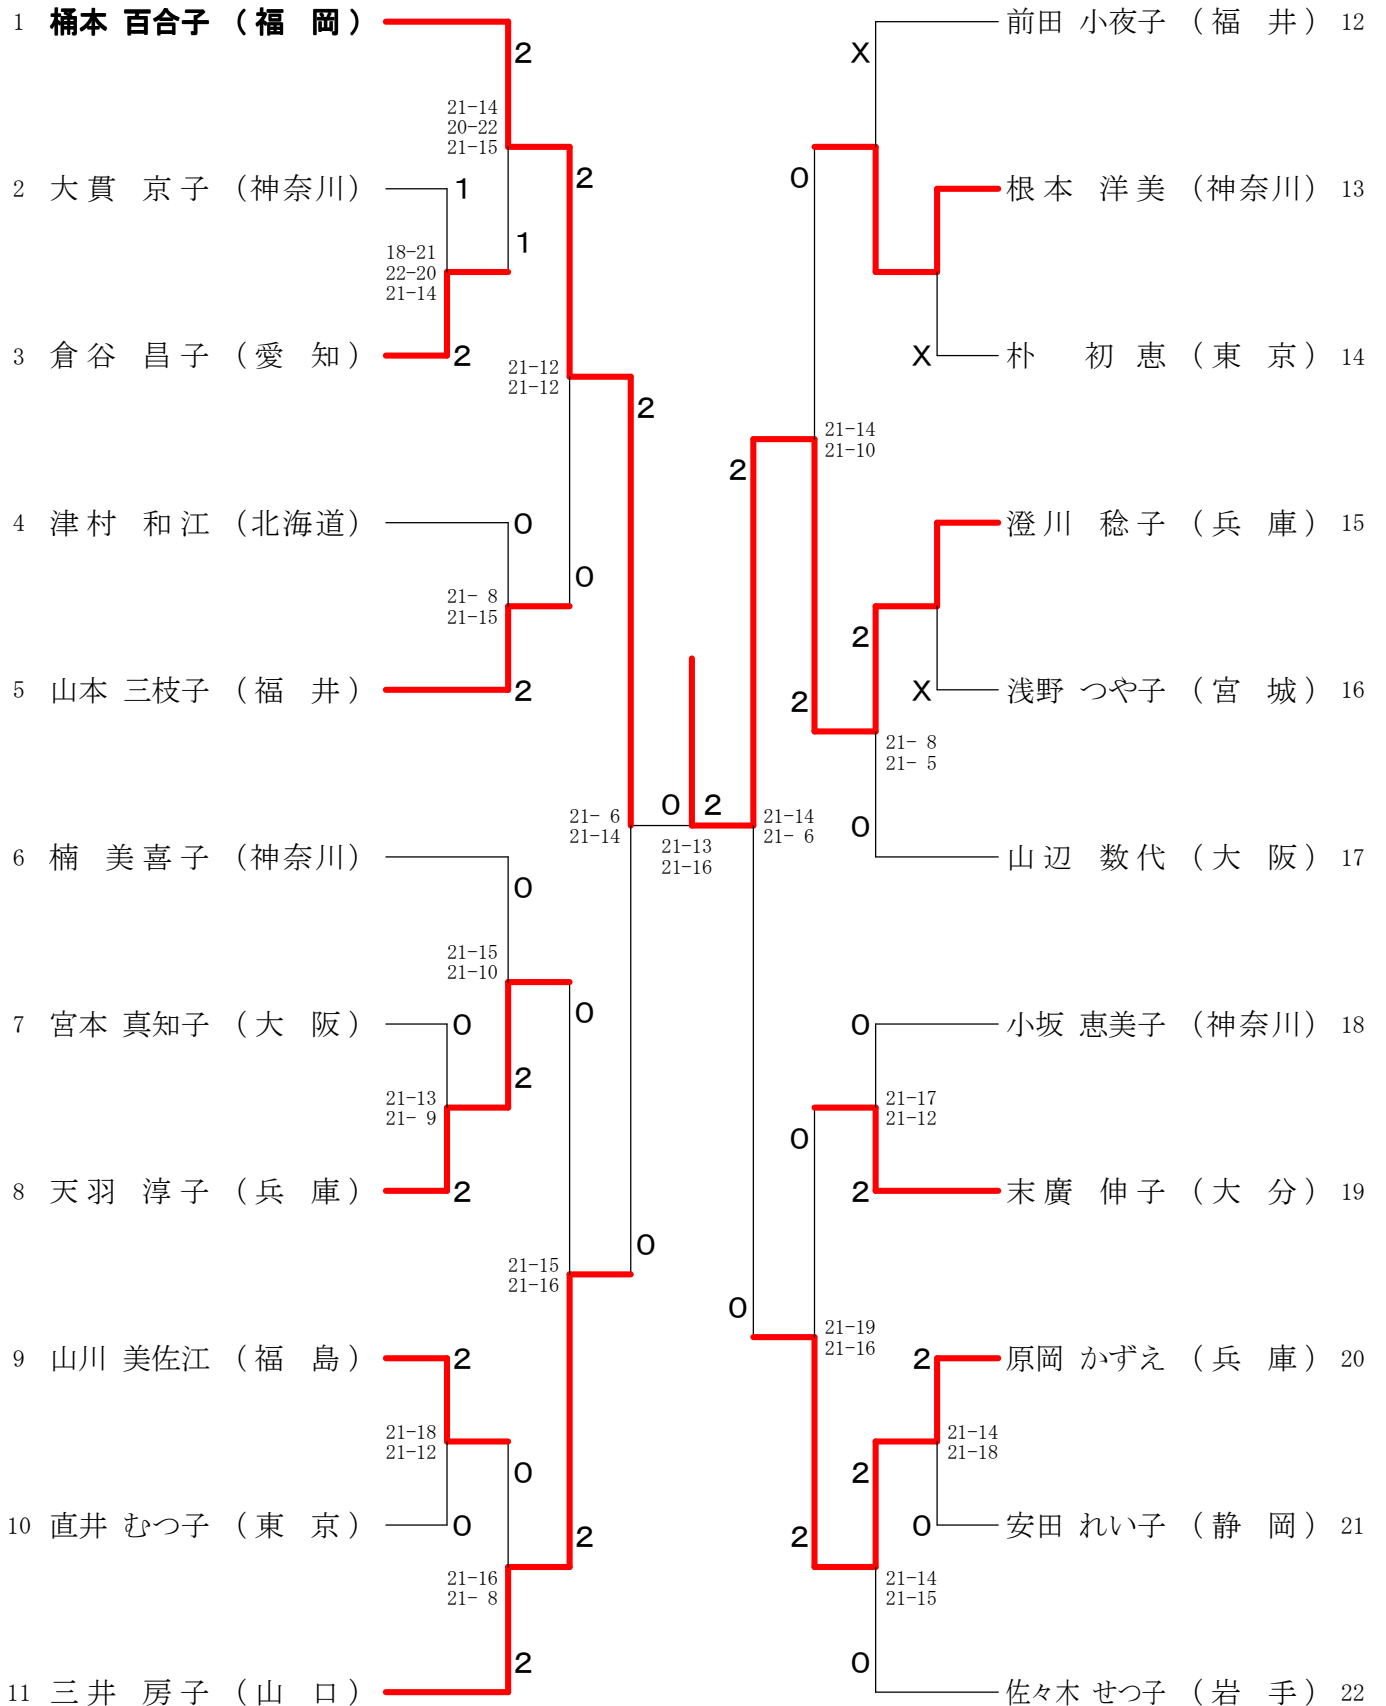 1 桶本 百合子 （ 福　岡 ）
2
21-14
20-22
21-15
2
2 大 貫　京 子 （神奈川）
1
1
18-21
22-20
21-14
3 倉 谷　昌 子 （ 愛　知 ）
2
21-12
21-12
2
4 津 村　和 江 （北海道）
0
0
21- 8
21-15
5 山本 三枝子 （ 福　井 ）
2
21- 6
21-14
0 2
21-13
21-16
6 楠　美 喜 子 （神奈川）
0
21-15
21-10
0
7 宮本 真知子 （ 大　阪 ）
0
2
21-13
21- 9
8 天 羽　淳 子 （ 兵　庫 ）
2
0
21-15
21-16
9 山川 美佐江 （ 福　島 ）
2
21-18
21-12
0
10 直井 むつ子 （ 東　京 ）
0
2
21-16
21- 8
2
11 三 井　房 子 （ 山　口 ）
前田 小夜子 （ 福　井 ） 12
X
0
根 本　洋 美 （神奈川） 13
X
朴　初 恵 （ 東　京 ） 14
21-14
21-10
2
澄 川　稔 子 （ 兵　庫 ） 15
2
X
浅野 つや子 （ 宮　城 ） 16
2
21- 8
21- 5
21-14
21- 6
0
山 辺　数 代 （ 大　阪 ） 17
0
小坂 恵美子 （神奈川） 18
21-17
21-12
0
2
末 廣　伸 子 （ 大　分 ） 19
0
21-19
21-16
2
原岡 かずえ （ 兵　庫 ） 20
21-14
21-18
2
0
安田 れい子 （ 静　岡 ） 21
2
21-14
21-15
0
佐々木 せつ子 （ 岩　手 ） 22